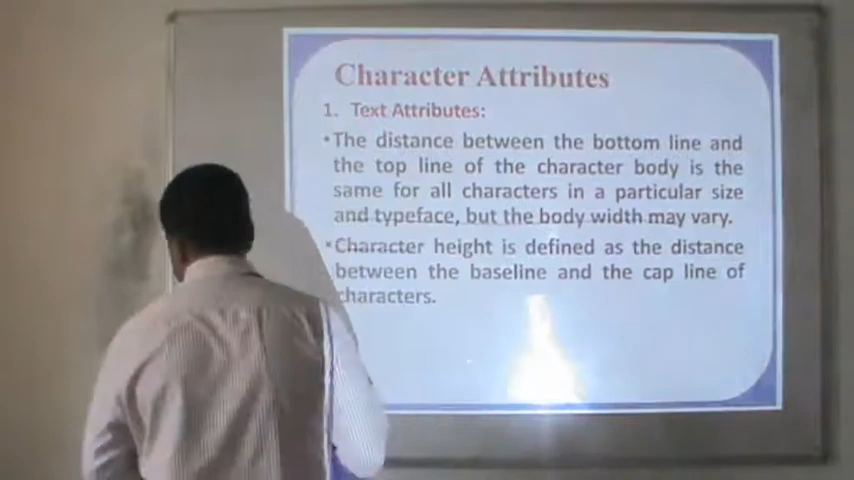 Character Attributes
1. Text Attributes:
•The distance between the bottom line and
the top line of the character body is the
same for all characters in a particular size
and typeface, but the body width may vary.
•Character height is defined as the distance
between the baseline and the cap line of
characters.